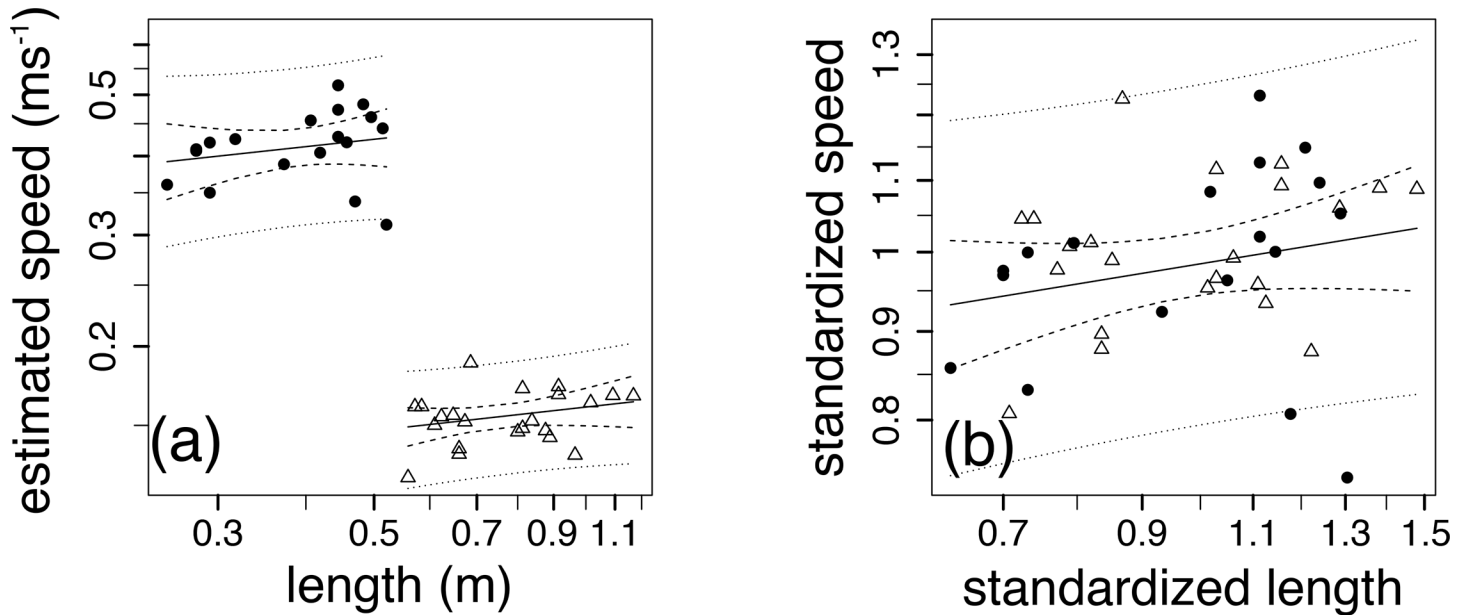 estimated speed (ms⁻¹)
0.5
0.3
0.2
(a)
0.3 0.5 0.7 0.9 1.1
length (m)
standardized speed
1.3
1.1
1
0.9
0.8
(b)
0.7 0.9 1.1 1.3 1.5
standardized length